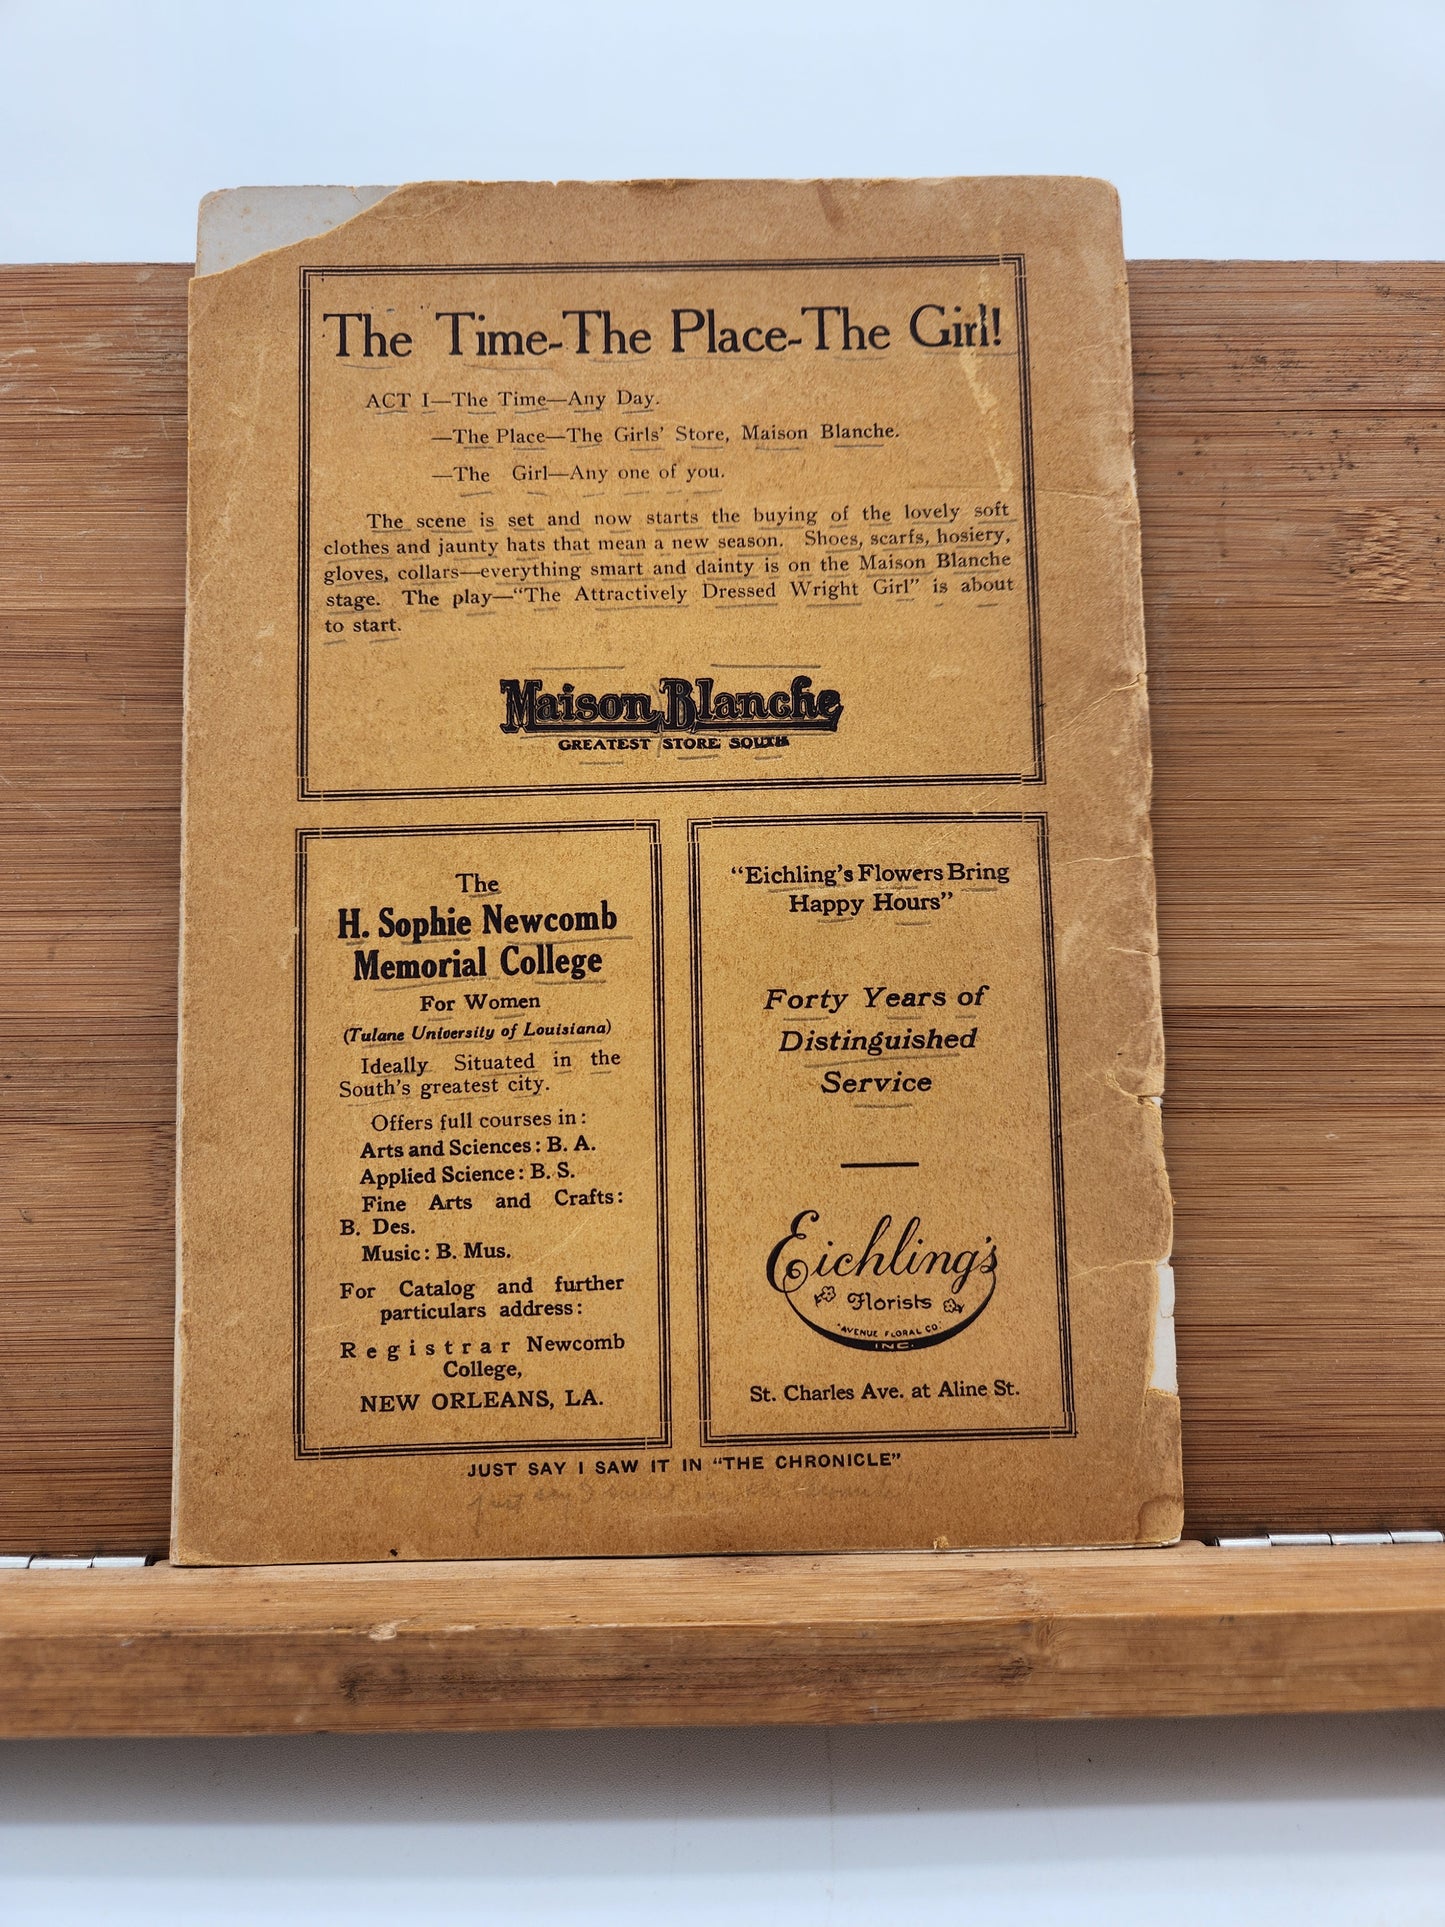 The Time-The Place-The Girl!
ACT I—The Time—Any Day.
—The Place—The Girls' Store, Maison Blanche.
—The Girl—Any one of you.
The scene is set and now starts the buying of the lovely soft
clothes and jaunty hats that mean a new season. Shoes, scarfs, hosiery,
gloves, collars—everything smart and dainty is on the Maison Blanche
stage. The play—"The Attractively Dressed Wright Girl" is about
to start.
Maison Blanche
GREATEST STORE SOUTH
The
H. Sophie Newcomb
Memorial College
For Women
(Tulane University of Louisiana)
Ideally Situated in the
South's greatest city.
Offers full courses in:
Arts and Sciences: B. A.
Applied Science: B. S.
Fine Arts and Crafts:
B. Des.
Music: B. Mus.
For Catalog and further
particulars address:
Registrar Newcomb
College,
NEW ORLEANS, LA.
"Eichling's Flowers Bring
Happy Hours"
Forty Years of
Distinguished
Service
Eichling's
Florists
"AVENUE FLORAL CO."
INC.
St. Charles Ave. at Aline St.
JUST SAY I SAW IT IN "THE CHRONICLE"
just say I